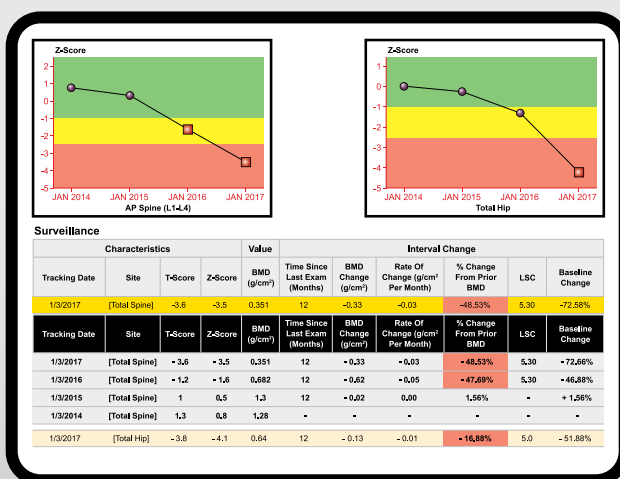 Z-Score
2
1
0
-1
-2
-3
-4
-5
JAN 2014 JAN 2015 JAN 2016 JAN 2017
AP Spine (L1-L4)
Z-Score
2
1
0
-1
-2
-3
-4
-5
JAN 2014 JAN 2015 JAN 2016 JAN 2017
Total Hip
Surveillance
Characteristics Value Interval Change
Tracking Date Site T-Score Z-Score BMD (g/cm²) Time Since Last Exam (Months) BMD Change (g/cm²) Rate Of Change (g/cm² Per Month) % Change From Prior BMD LSC Baseline Change
1/3/2017 [Total Spine] -3.6 -3.5 0.351 12 -0.33 -0.03 -48.53% 5.30 -72.58%
Tracking Date Site T-Score Z-Score BMD (g/cm²) Time Since Last Exam (Months) BMD Change (g/cm²) Rate Of Change (g/cm² Per Month) % Change From Prior BMD LSC Baseline Change
1/3/2017 [Total Spine] - 3.6 - 3.5 0.351 12 - 0.33 - 0.03 - 48.53% 5.30 - 72.66%
1/3/2016 [Total Spine] - 1.2 - 1.6 0.682 12 - 0.62 - 0.05 - 47.69% 5.30 - 46.88%
1/3/2015 [Total Spine] 1 0.5 1.3 12 - 0.02 0.00 1.56% - + 1.56%
1/3/2014 [Total Spine] 1.3 0.8 1.28 - - - - - -
1/3/2017 [Total Hip] - 3.8 - 4.1 0.64 12 - 0.13 - 0.01 - 16.88% 5.0 - 51.88%